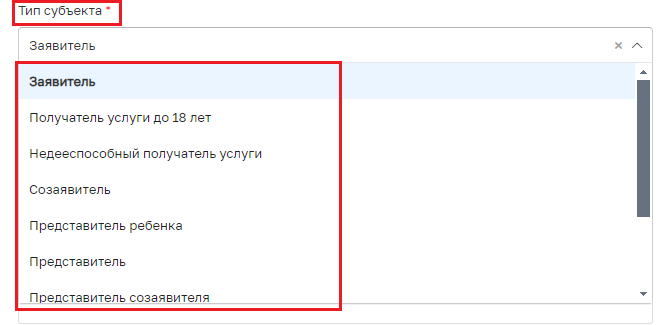 Тип субъекта *
Заявитель
Заявитель
Получатель услуги до 18 лет
Недееспособный получатель услуги
Созаявитель
Представитель ребенка
Представитель
Представитель созаявителя